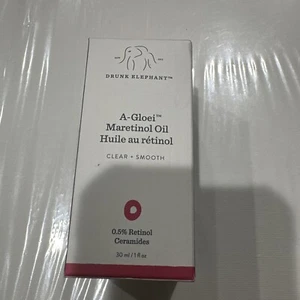 DRUNK ELEPHANT™
A-Gloei™
Maretinol Oil
Huile au rétinol
CLEAR + SMOOTH
0.5% Retinol
Ceramides
30 ml / 1 fl oz